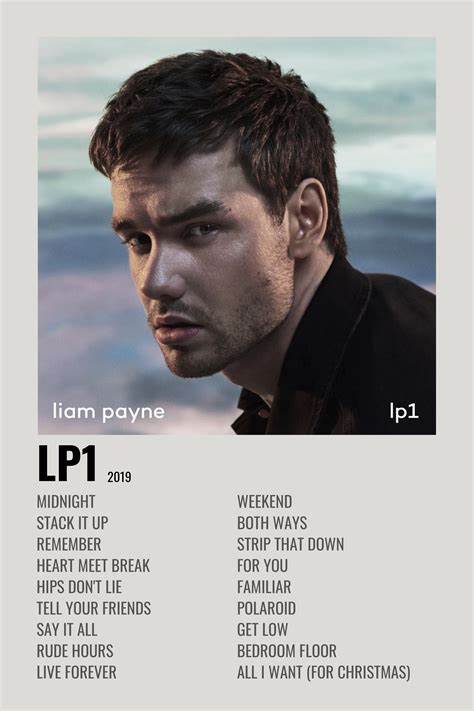 liam payne
lp1
LP1 2019
MIDNIGHT
STACK IT UP
REMEMBER
HEART MEET BREAK
HIPS DON'T LIE
TELL YOUR FRIENDS
SAY IT ALL
RUDE HOURS
LIVE FOREVER
WEEKEND
BOTH WAYS
STRIP THAT DOWN
FOR YOU
FAMILIAR
POLAROID
GET LOW
BEDROOM FLOOR
ALL I WANT (FOR CHRISTMAS)